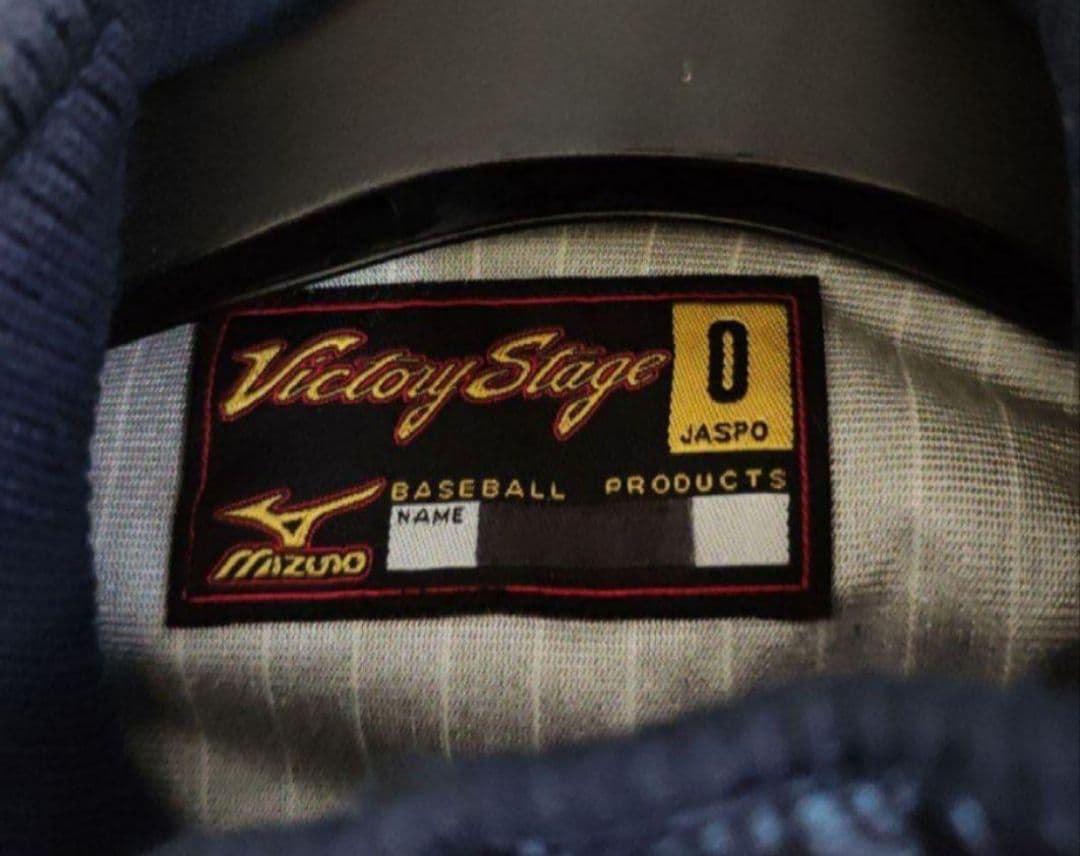 Victory Stage
O
JASPO
BASEBALL PRODUCTS
NAME
MIZUNO